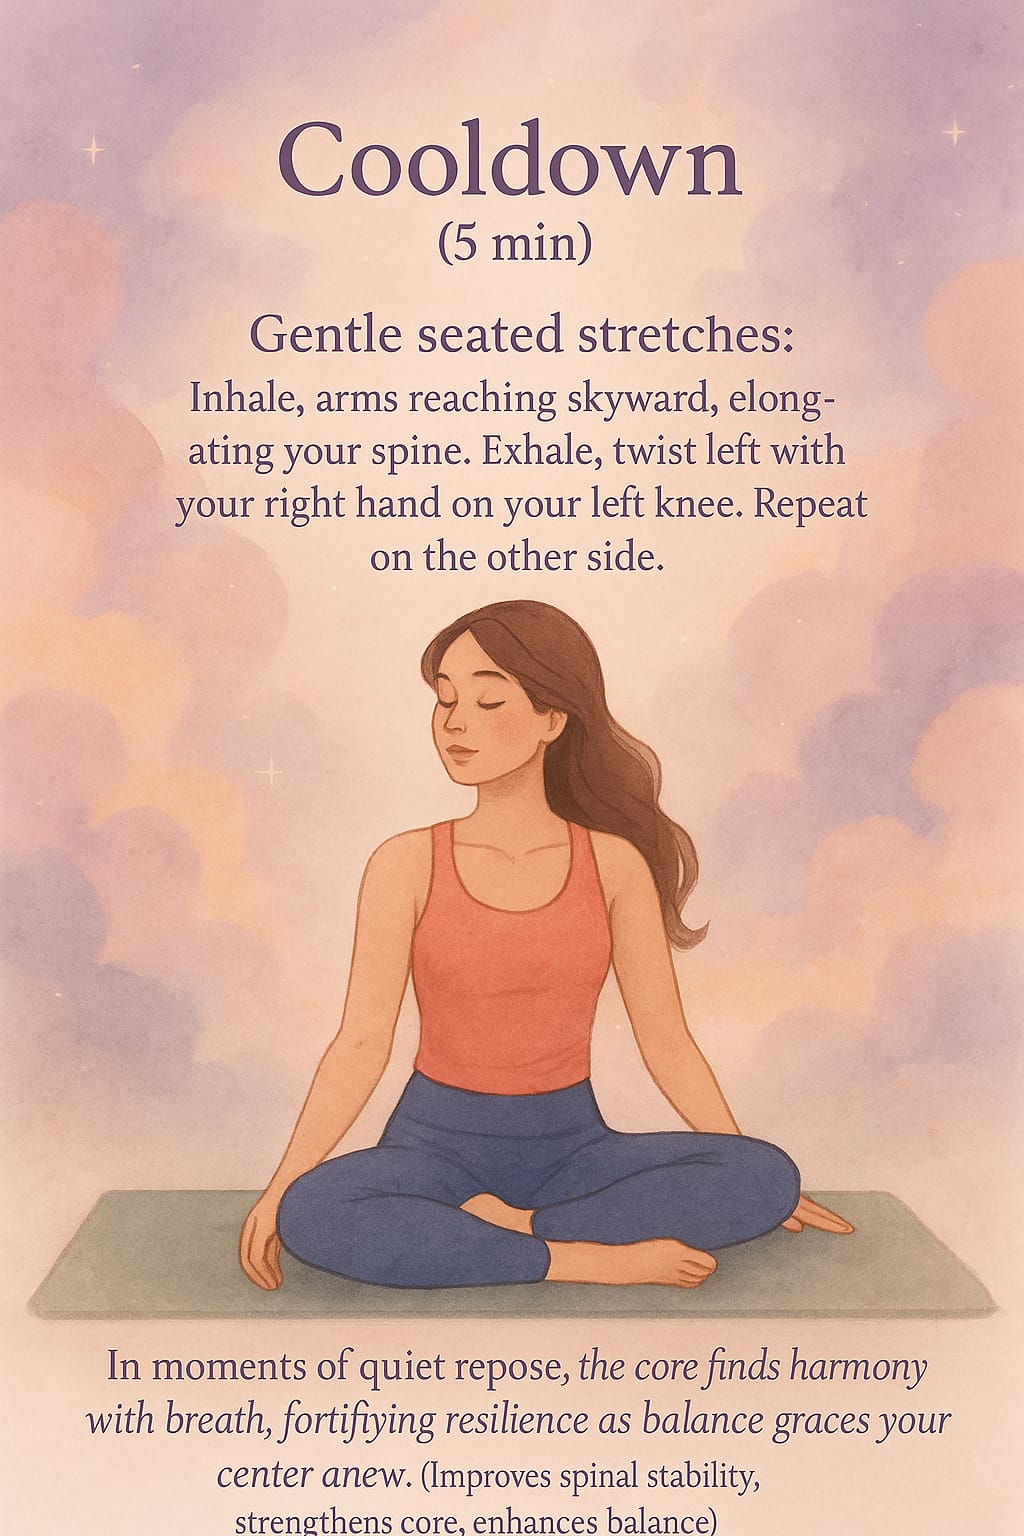 Cooldown
(5 min)
Gentle seated stretches:
Inhale, arms reaching skyward, elong-
ating your spine. Exhale, twist left with
your right hand on your left knee. Repeat
on the other side.
In moments of quiet repose, the core finds harmony
with breath, fortifiying resilience as balance graces your
center anew. (Improves spinal stability,
strengthens core, enhances balance)